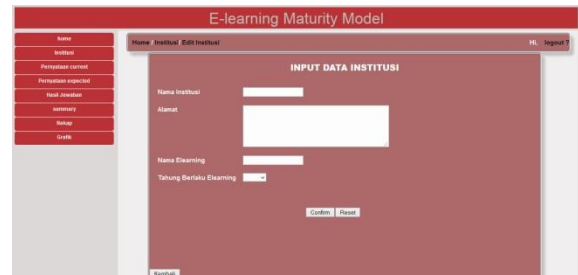 E-learning Maturity Model
home
Institusi
Pernyataan current
Pernyataan expected
Hasil Jawaban
summary
Rekap
Grafik
Home / Institusi / Edit Institusi
Hi, logout ?
INPUT DATA INSTITUSI
Nama Institusi
Alamat
Nama Elearning
Tahung Berlaku Elearning
Confirm Reset
Kembali